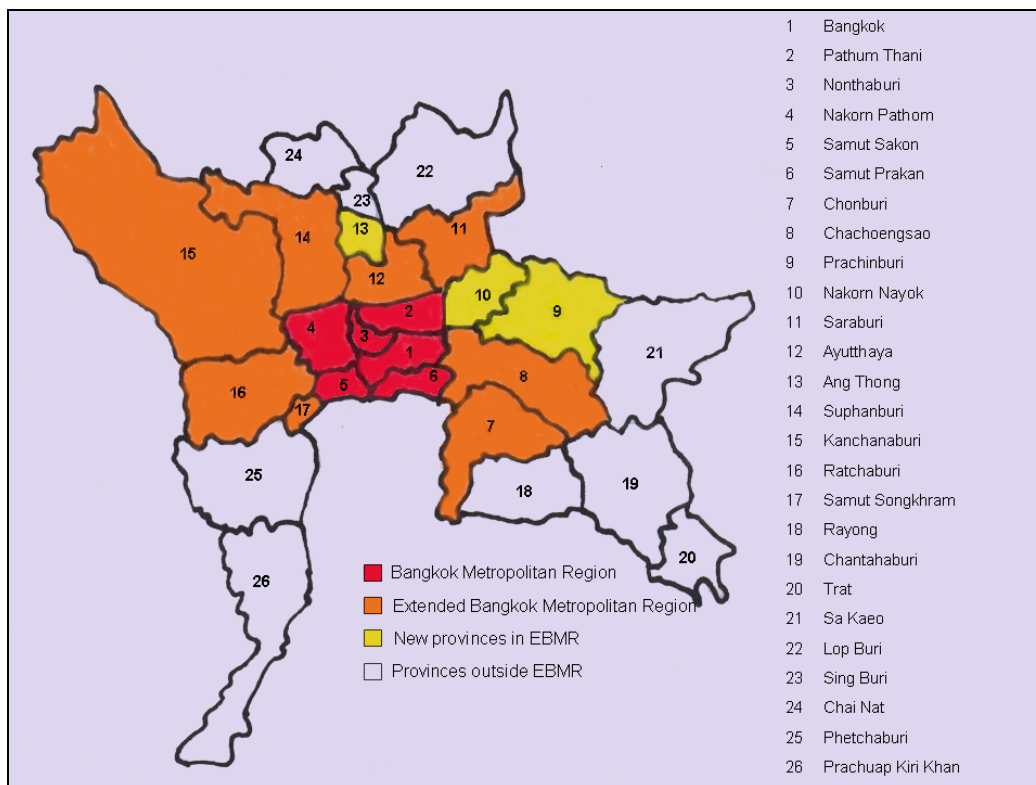 1 Bangkok
2 Pathum Thani
3 Nonthaburi
4 Nakorn Pathom
5 Samut Sakon
6 Samut Prakan
7 Chonburi
8 Chachoengsao
9 Prachinburi
10 Nakorn Nayok
11 Saraburi
12 Ayutthaya
13 Ang Thong
14 Suphanburi
15 Kanchanaburi
16 Ratchaburi
17 Samut Songkhram
18 Rayong
19 Chantahaburi
20 Trat
21 Sa Kaeo
22 Lop Buri
23 Sing Buri
24 Chai Nat
25 Phetchaburi
26 Prachuap Kiri Khan
24
22
23
13
11
14
15
12
10
9
2
4
3
1
21
8
6
5
16
17
7
25
18
19
20
26
Bangkok Metropolitan Region
Extended Bangkok Metropolitan Region
New provinces in EBMR
Provinces outside EBMR